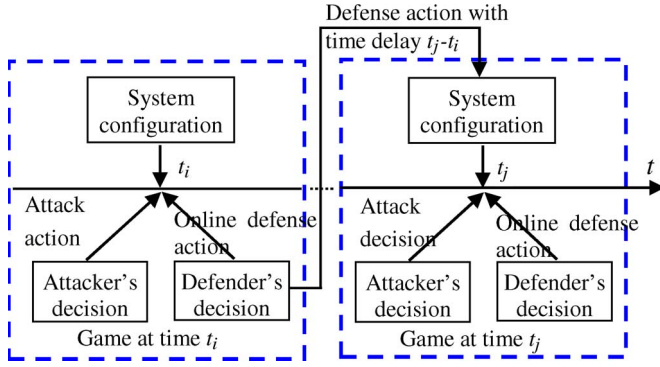 Defense action with
time delay tj-ti
System
configuration
ti
Attack
action
Online defense
action
Attacker's
decision
Defender's
decision
Game at time ti
System
configuration
tj
t
Attack
decision
Online defense
action
Attacker's
decision
Defender's
decision
Game at time tj